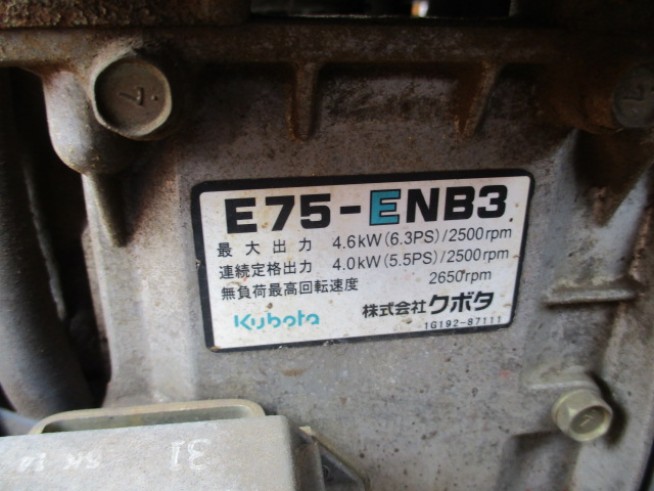 E75-ENB3
最大出力 4.6kW(6.3PS)/2500rpm
連続定格出力 4.0kW(5.5PS)/2500rpm
無負荷最高回転速度 2650rpm
Kubota 株式会社クボタ
1G192-87111
31